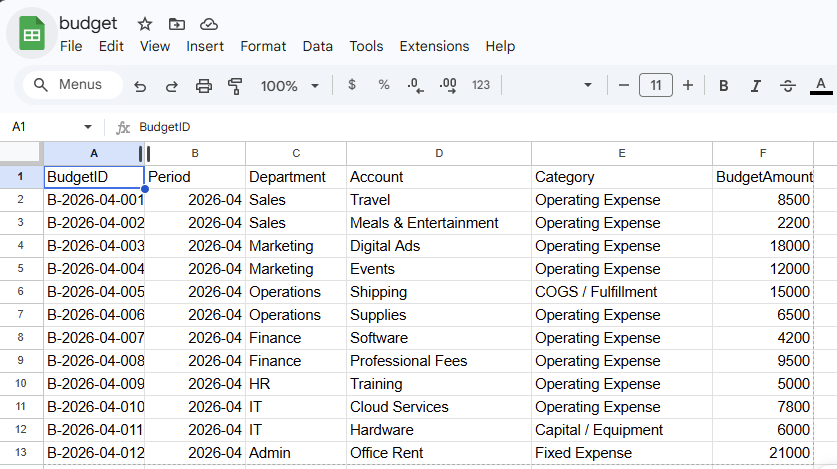 budget
File Edit View Insert Format Data Tools Extensions Help
Menus 100% $ % .0 .00 123 11 B I S A
A1 fx BudgetID
A B C D E F
1 BudgetID Period Department Account Category BudgetAmount
2 B-2026-04-001 2026-04 Sales Travel Operating Expense 8500
3 B-2026-04-002 2026-04 Sales Meals & Entertainment Operating Expense 2200
4 B-2026-04-003 2026-04 Marketing Digital Ads Operating Expense 18000
5 B-2026-04-004 2026-04 Marketing Events Operating Expense 12000
6 B-2026-04-005 2026-04 Operations Shipping COGS / Fulfillment 15000
7 B-2026-04-006 2026-04 Operations Supplies Operating Expense 6500
8 B-2026-04-007 2026-04 Finance Software Operating Expense 4200
9 B-2026-04-008 2026-04 Finance Professional Fees Operating Expense 9500
10 B-2026-04-009 2026-04 HR Training Operating Expense 5000
11 B-2026-04-010 2026-04 IT Cloud Services Operating Expense 7800
12 B-2026-04-011 2026-04 IT Hardware Capital / Equipment 6000
13 B-2026-04-012 2026-04 Admin Office Rent Fixed Expense 21000